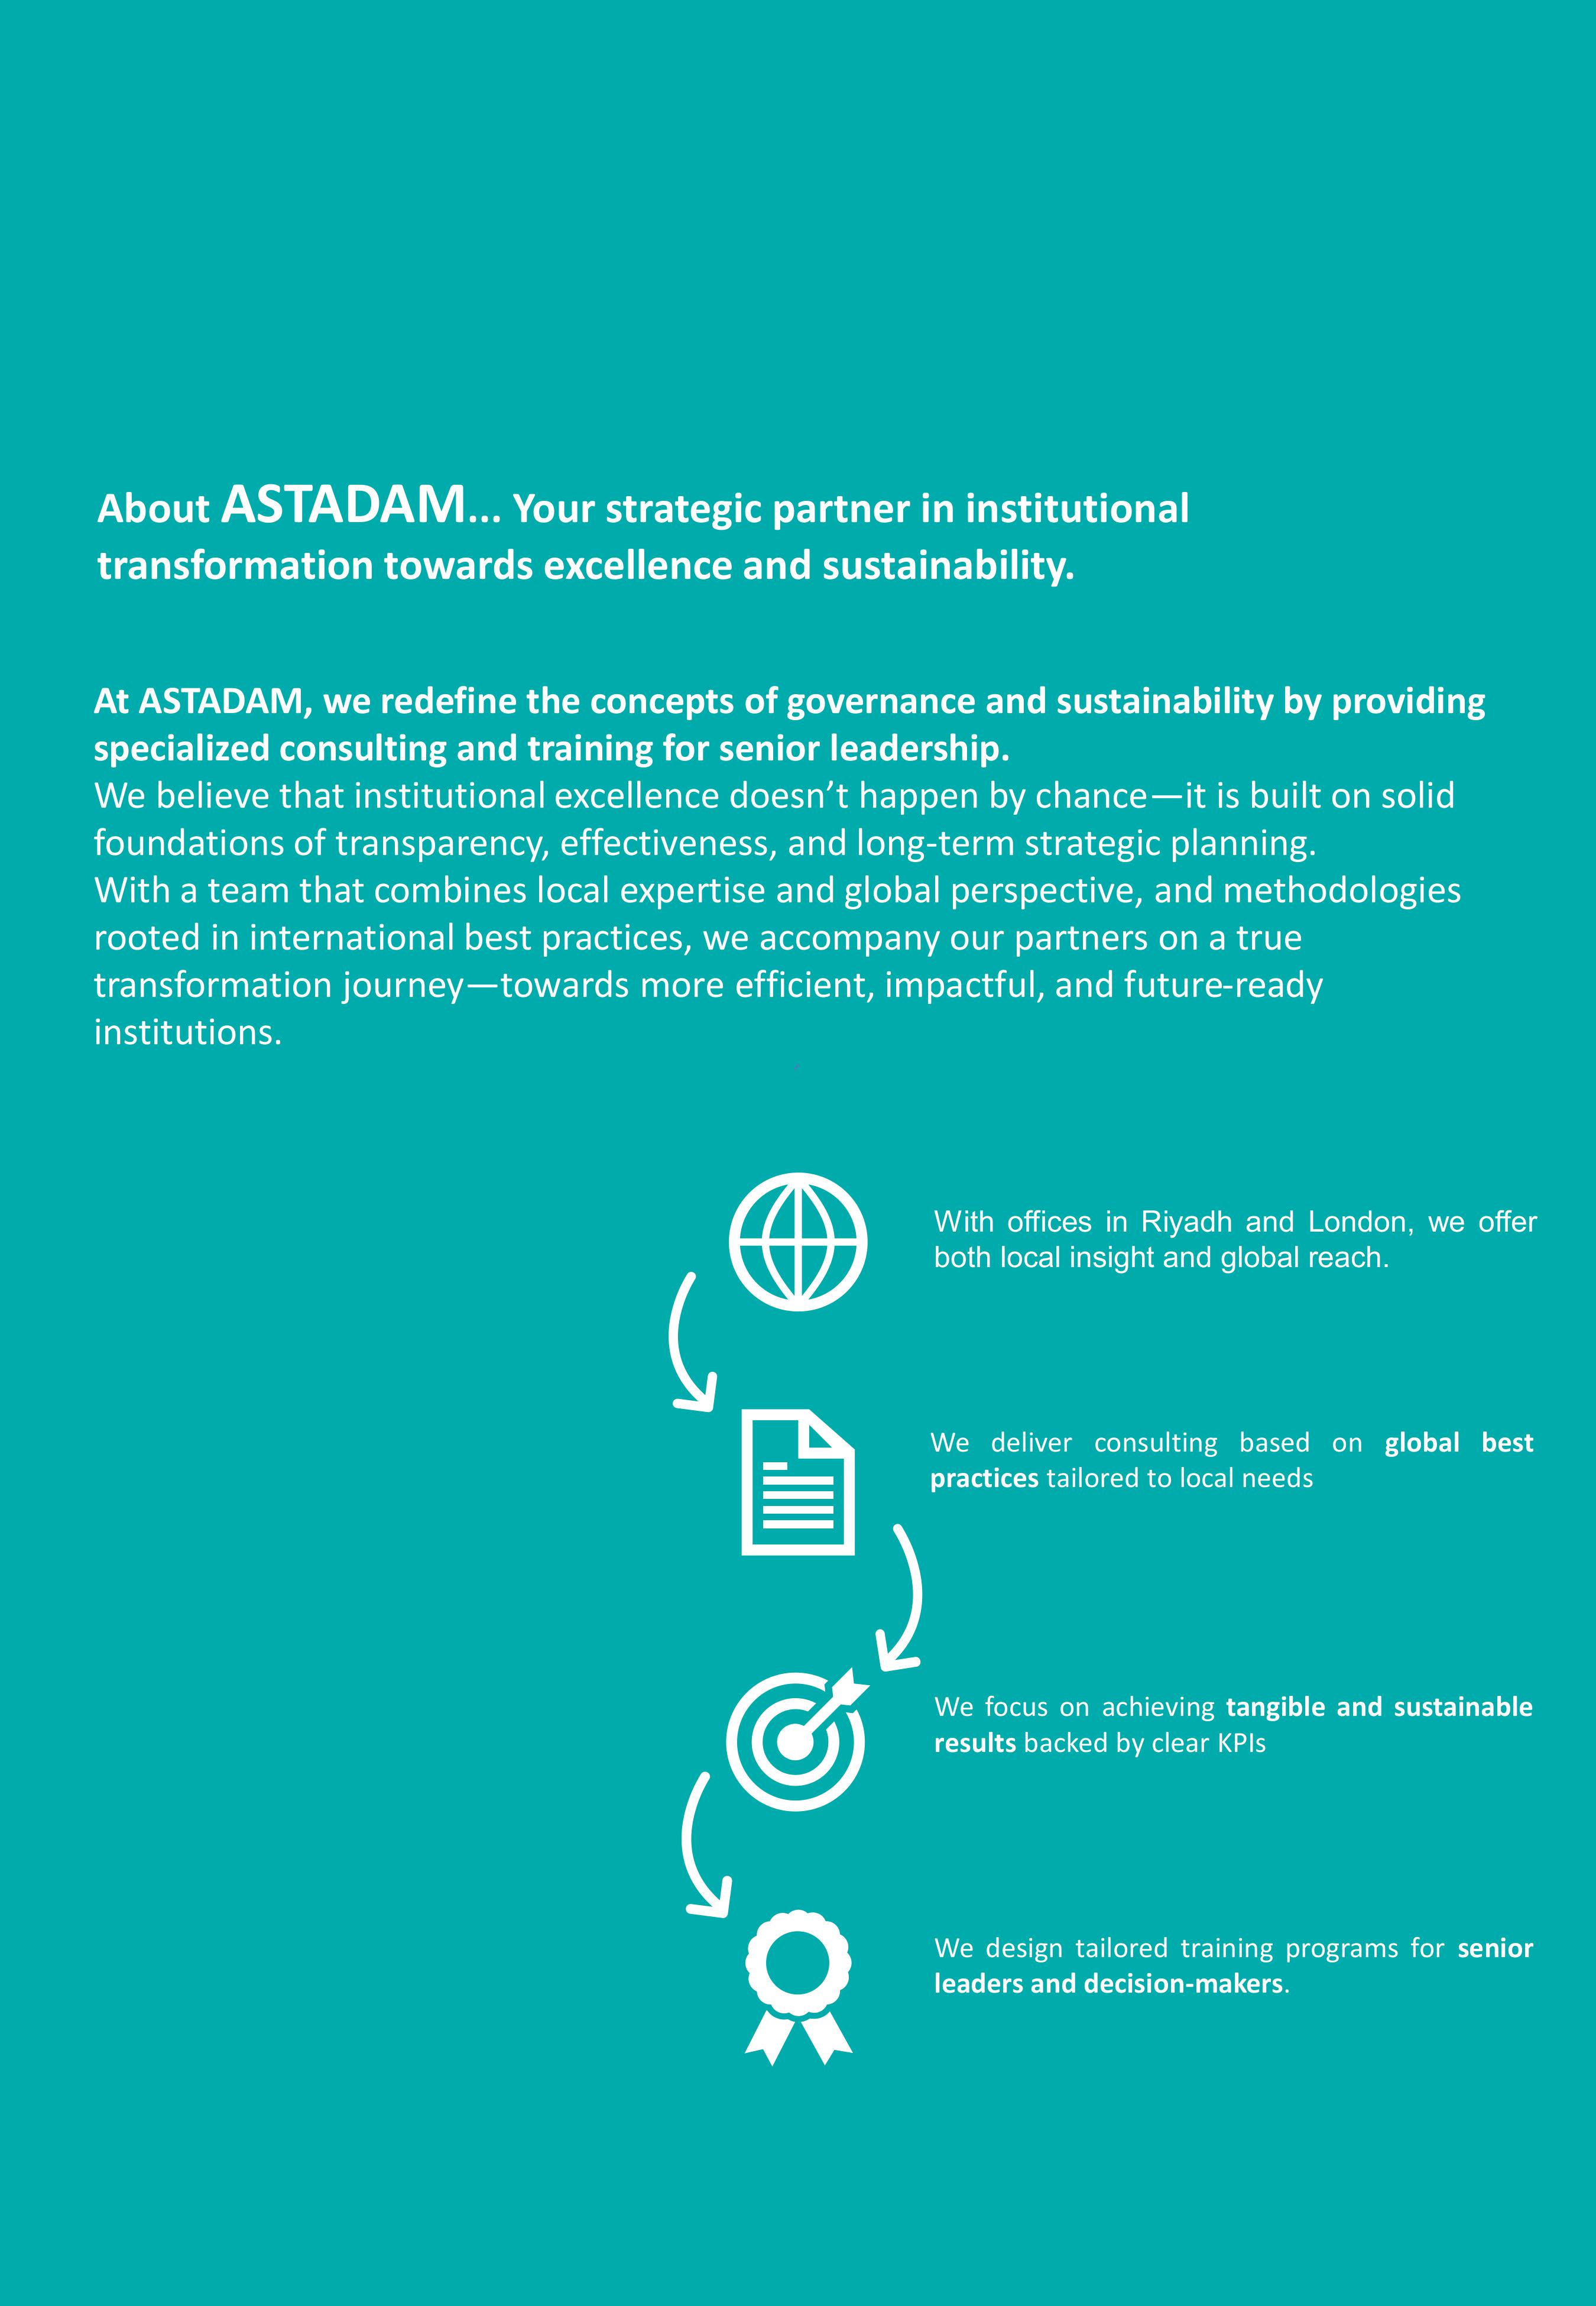 About ASTADAM... Your strategic partner in institutional
transformation towards excellence and sustainability.
At ASTADAM, we redefine the concepts of governance and sustainability by providing
specialized consulting and training for senior leadership.
We believe that institutional excellence doesn’t happen by chance—it is built on solid
foundations of transparency, effectiveness, and long-term strategic planning.
With a team that combines local expertise and global perspective, and methodologies
rooted in international best practices, we accompany our partners on a true
transformation journey—towards more efficient, impactful, and future-ready
institutions.
With offices in Riyadh and London, we offer
both local insight and global reach.
We deliver consulting based on global best
practices tailored to local needs
We focus on achieving tangible and sustainable
results backed by clear KPIs
We design tailored training programs for senior
leaders and decision-makers.